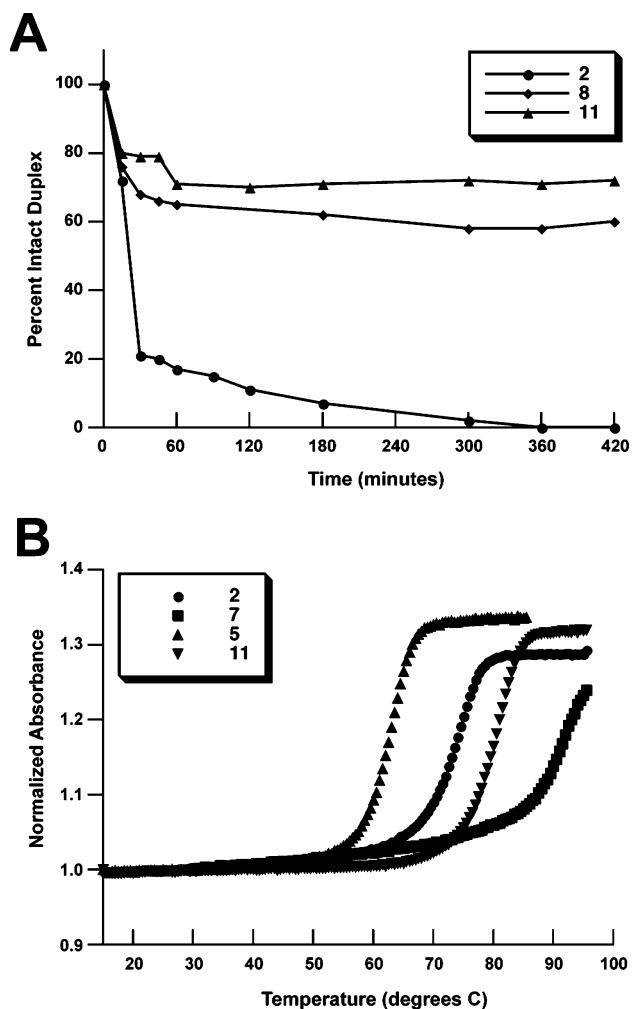 A
2
8
11
Percent Intact Duplex
100
80
60
40
20
0
0 60 120 180 240 300 360 420
Time (minutes)
B
2
7
5
11
Normalized Absorbance
1.4
1.3
1.2
1.1
1.0
0.9
20 30 40 50 60 70 80 90 100
Temperature (degrees C)